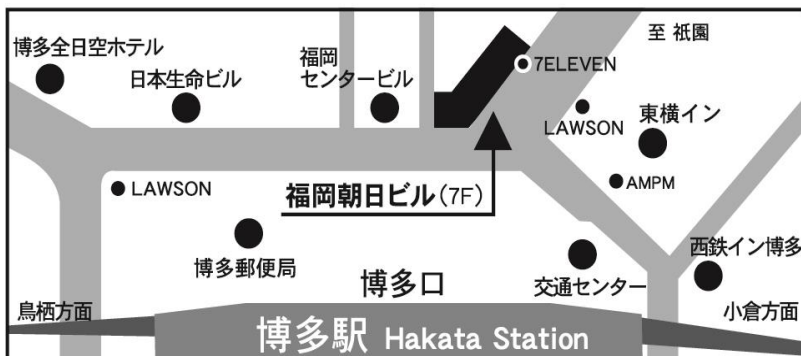 博多全日空ホテル
日本生命ビル
福岡
センタービル
7ELEVEN
至 祇園
LAWSON
東横イン
AMPM
LAWSON
福岡朝日ビル(7F)
博多郵便局
博多口
交通センター
西鉄イン博多
鳥栖方面
小倉方面
博多駅 Hakata Station